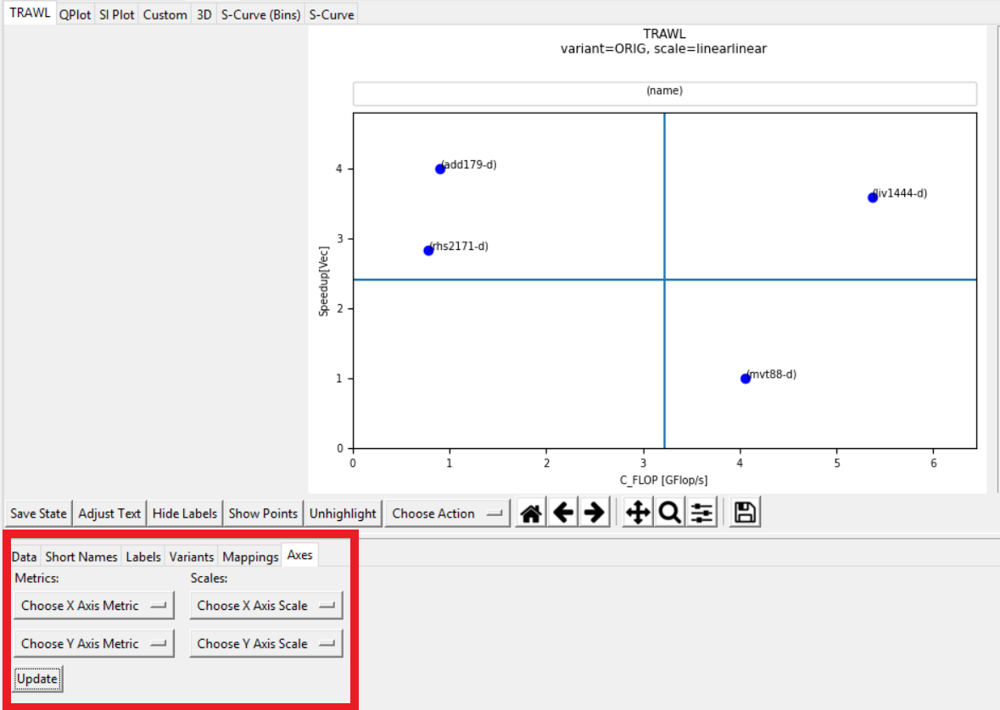 TRAWL QPlot SI Plot Custom 3D S-Curve (Bins) S-Curve
TRAWL
variant=ORIG, scale=linearlinear
(name)
(add179-d)
(liv1444-d)
(rhs2171-d)
(mvt88-d)
Speedup[Vec]
4
3
2
1
0
0 1 2 3 4 5 6
C_FLOP [GFlop/s]
Save State Adjust Text Hide Labels Show Points Unhighlight Choose Action
Data Short Names Labels Variants Mappings Axes
Metrics: Scales:
Choose X Axis Metric Choose X Axis Scale
Choose Y Axis Metric Choose Y Axis Scale
Update